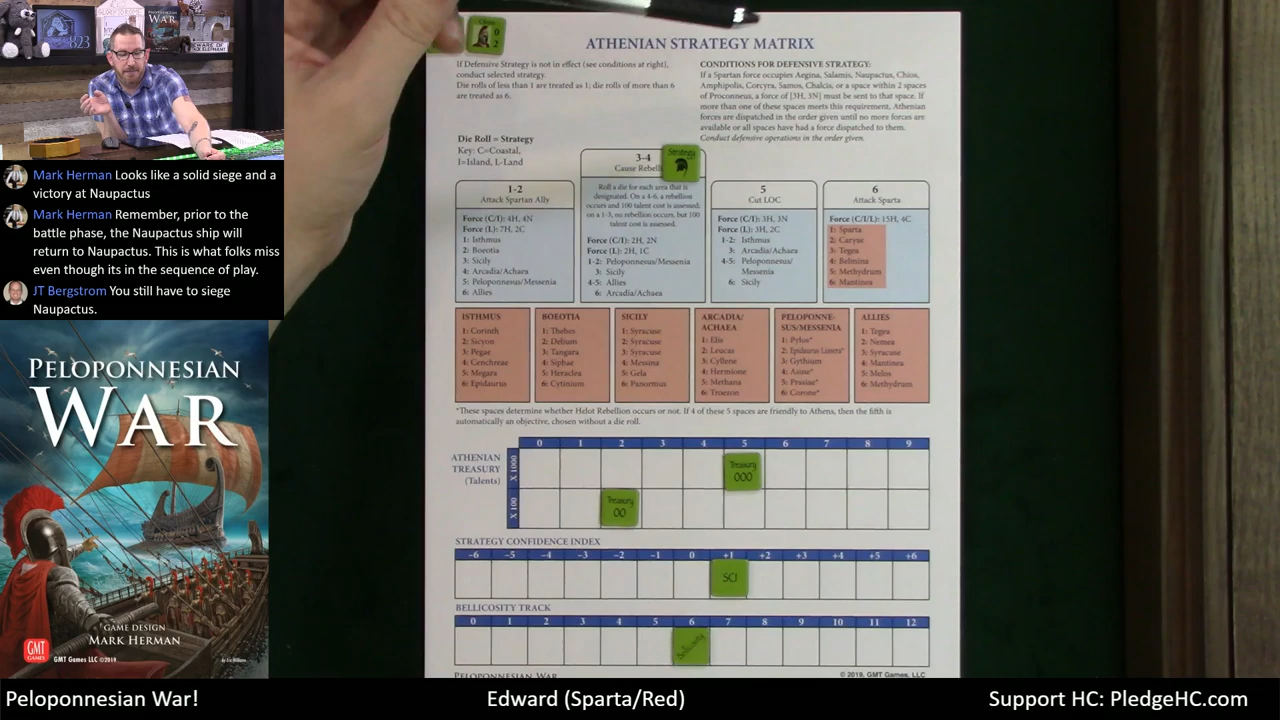 823
WAR
BEWARE OF
Mark Herman Looks like a solid siege and a
victory at Naupactus
Mark Herman Remember, prior to the
battle phase, the Naupactus ship will
return to Naupactus. This is what folks miss
even though its in the sequence of play.
JT Bergstrom You still have to siege
Naupactus.
PELOPONNESIAN
WAR
GAME DESIGN
MARK HERMAN
GMT GAMES
GMT Games LLC ©2019
0
2
ATHENIAN STRATEGY MATRIX
If Defensive Strategy is not in effect (see conditions at right),
conduct selected strategy.
Die rolls of less than 1 are treated as 1; die rolls of more than 6
are treated as 6.
CONDITIONS FOR DEFENSIVE STRATEGY:
If a Spartan force occupies Aegina, Salamis, Naupactus, Chios,
Amphipolis, Corcyra, Samos, Chalcis, or a space within 2 spaces
of Proconneus, a force of [3H, 3N] must be sent to that space. If
more than one of these spaces meets this requirement, Athenian
forces are dispatched in the order given until no more forces are
available or all spaces have had a force dispatched to them.
Conduct defensive operations in the order given.
Die Roll = Strategy
Key: C=Coastal,
I=Island, L-Land
1-2
Attack Spartan Ally
Force (C/I): 4H, 4N
Force (L): 7H, 2C
1: Isthmus
2: Boeotia
3: Sicily
4: Arcadia/Achaea
5: Peloponnesus/Messenia
6: Allies
3-4
Cause Rebell
Strategy
Roll a die for each area that is
designated. On a 4-6, a rebellion
occurs and 100 talent cost is assessed;
on a 1-3, no rebellion occurs, but 100
talent cost is assessed.
Force (C/I): 2H, 2N
Force (L): 2H, 1C
1-2: Peloponnesus/Messenia
3: Sicily
4-5: Allies
6: Arcadia/Achaea
5
Cut LOC
Force (C/I): 3H, 3N
Force (L): 3H, 2C
1-2: Isthmus
3: Arcadia/Achaea
4-5: Peloponnesus/
Messenia
6: Sicily
6
Attack Sparta
Force (C/I/L): 15H, 4C
1: Sparta
2: Caryae
3: Tegea
4: Belmina
5: Methydrum
6: Mantinea
ISTHMUS
1: Corinth
2: Sicyon
3: Pegae
4: Cenchreae
5: Megara
6: Epidaurus
BOEOTIA
1: Thebes
2: Delium
3: Tangara
4: Siphae
5: Heraclea
6: Cytinium
SICILY
1: Syracuse
2: Syracuse
3: Syracuse
4: Messina
5: Gela
6: Panormus
ARCADIA/
ACHAEA
1: Elis
2: Leucas
3: Cyllene
4: Hermione
5: Methana
6: Troezon
PELOPONNE-
SUS/MESSENIA
1: Pylos*
2: Epidaurus Limera*
3: Gythium
4: Asine*
5: Prasiae*
6: Corone*
ALLIES
1: Tegea
2: Nemea
3: Syracuse
4: Mantinea
5: Melos
6: Methydrum
*These spaces determine whether Helot Rebellion occurs or not. If 4 of these 5 spaces are friendly to Athens, then the fifth is
automatically an objective, chosen without a die roll.
ATHENIAN
TREASURY
(Talents)
0 1 2 3 4 5 6 7 8 9
X 1000
Treasury
000
X 100
Treasury
00
STRATEGY CONFIDENCE INDEX
-6 -5 -4 -3 -2 -1 0 +1 +2 +3 +4 +5 +6
SCI
BELLICOSITY TRACK
0 1 2 3 4 5 6 7 8 9 10 11 12
Bellicosity
PELOPONNESIAN WAR
© 2019, GMT Games, LLC
Peloponnesian War!
Edward (Sparta/Red)
Support HC: PledgeHC.com